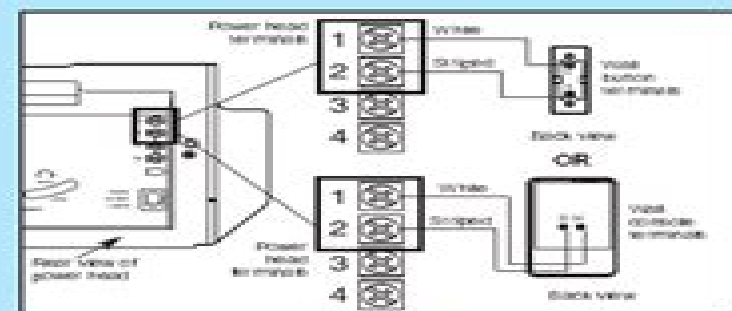 Power head
terminals
1
2
3
4
White
Striped
Wall
button
terminals
Back view
OR
1
2
3
4
White
Striped
Wall
console
terminals
Power
head
terminals
Rear view of
power head
Back view